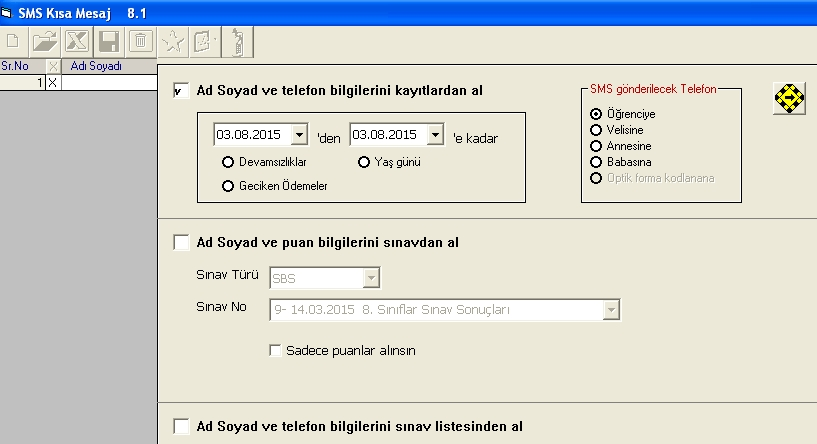 SMS Kısa Mesaj 8.1
Sr.No X Adı Soyadı
1 X
v Ad Soyad ve telefon bilgilerini kayıtlardan al
03.08.2015 'den 03.08.2015 'e kadar
Devamsızlıklar Yaş günü
Geciken Ödemeler
SMS gönderilecek Telefon
Öğrenciye
Velisine
Annesine
Babasına
Optik forma kodlanana
Ad Soyad ve puan bilgilerini sınavdan al
Sınav Türü SBS
Sınav No 9- 14.03.2015 8. Sınıflar Sınav Sonuçları
Sadece puanlar alınsın
Ad Soyad ve telefon bilgilerini sınav listesinden al